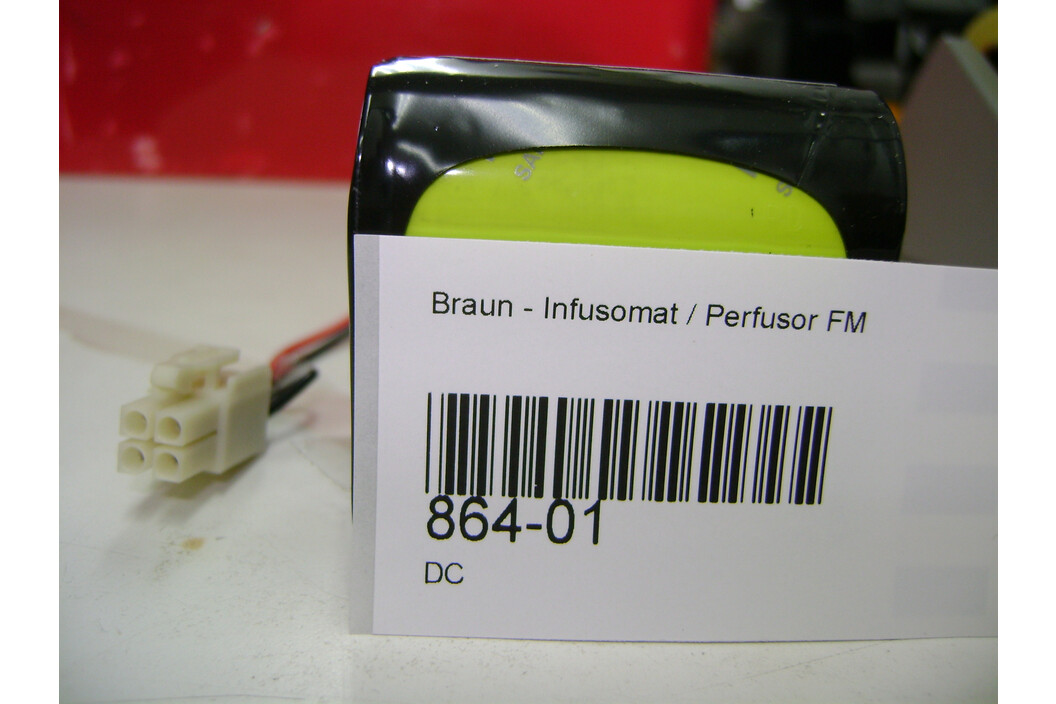 Braun - Infusomat / Perfusor FM
864-01
DC